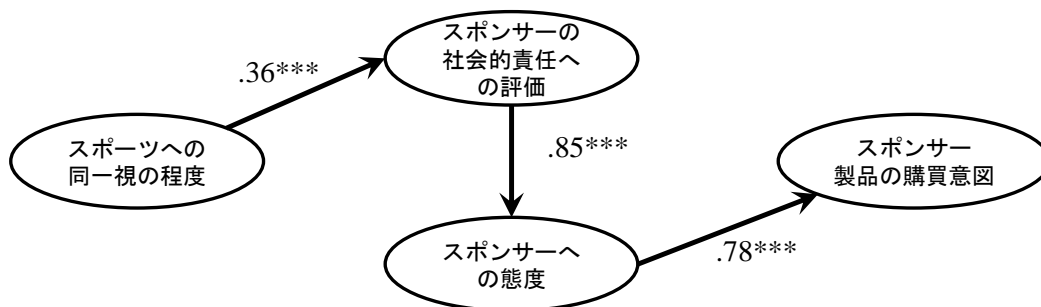 スポンサーの
社会的責任へ
の評価
.36***
スポーツへの
同一視の程度
.85***
スポンサー
製品の購買意図
スポンサーへ
の態度
.78***